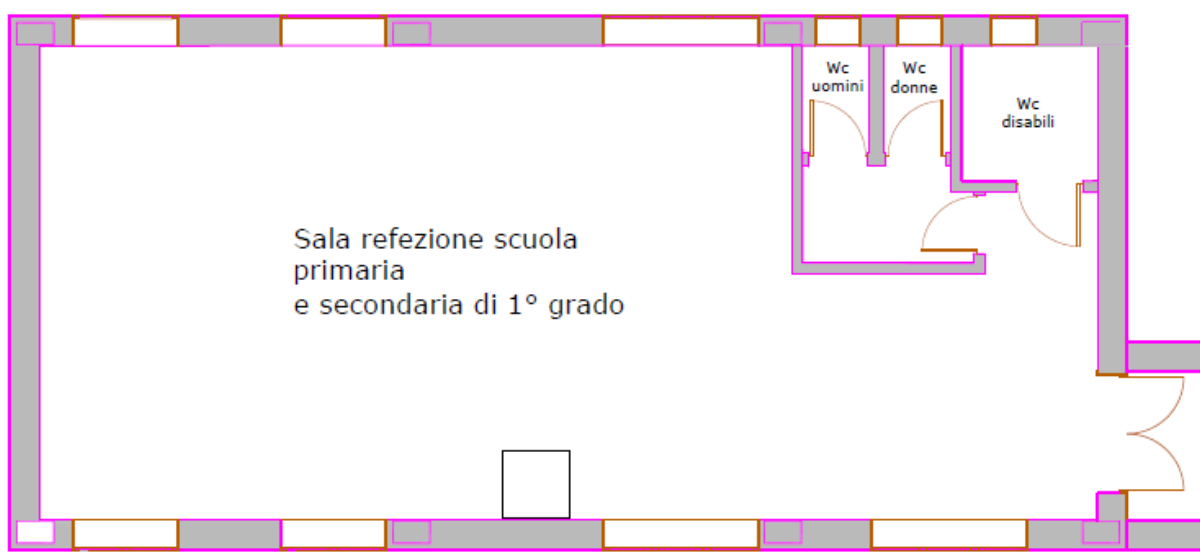 Wc
uomini
Wc
donne
Wc
disabili
Sala refezione scuola
primaria
e secondaria di 1° grado